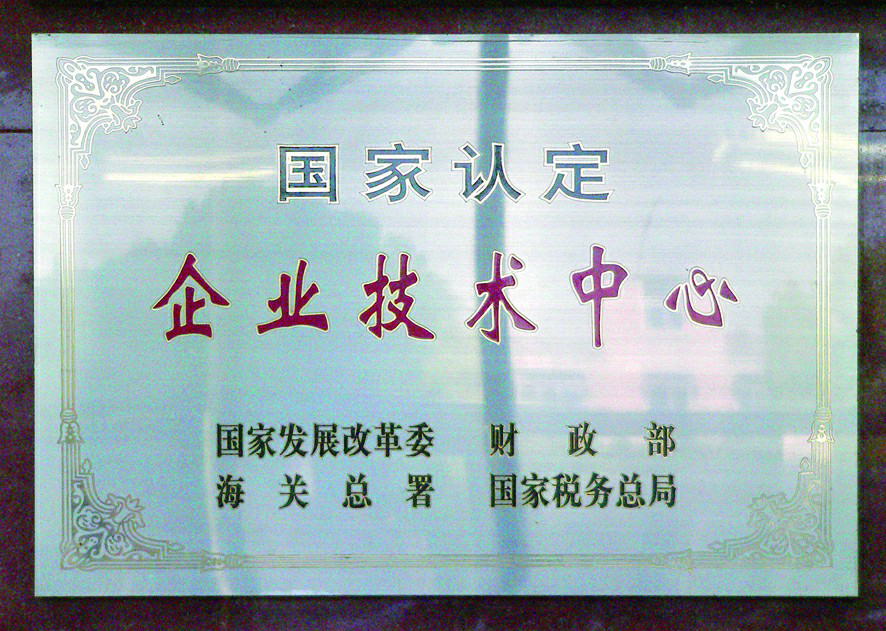 国家认定
企业技术中心
国家发展改革委 财政部
海关总署 国家税务总局